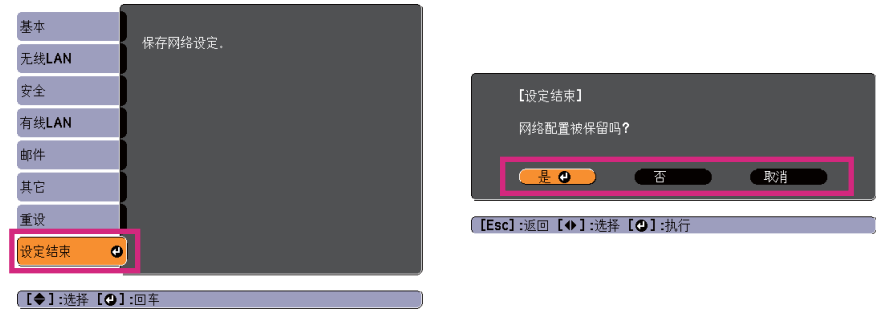 基本
无线LAN
安全
有线LAN
邮件
其它
重设
设定结束
保存网络设定.
[◆]:选择 [⏎]:回车
[设定结束]
网络配置被保留吗?
是 否 取消
[Esc]:返回 [◆]:选择 [⏎]:执行